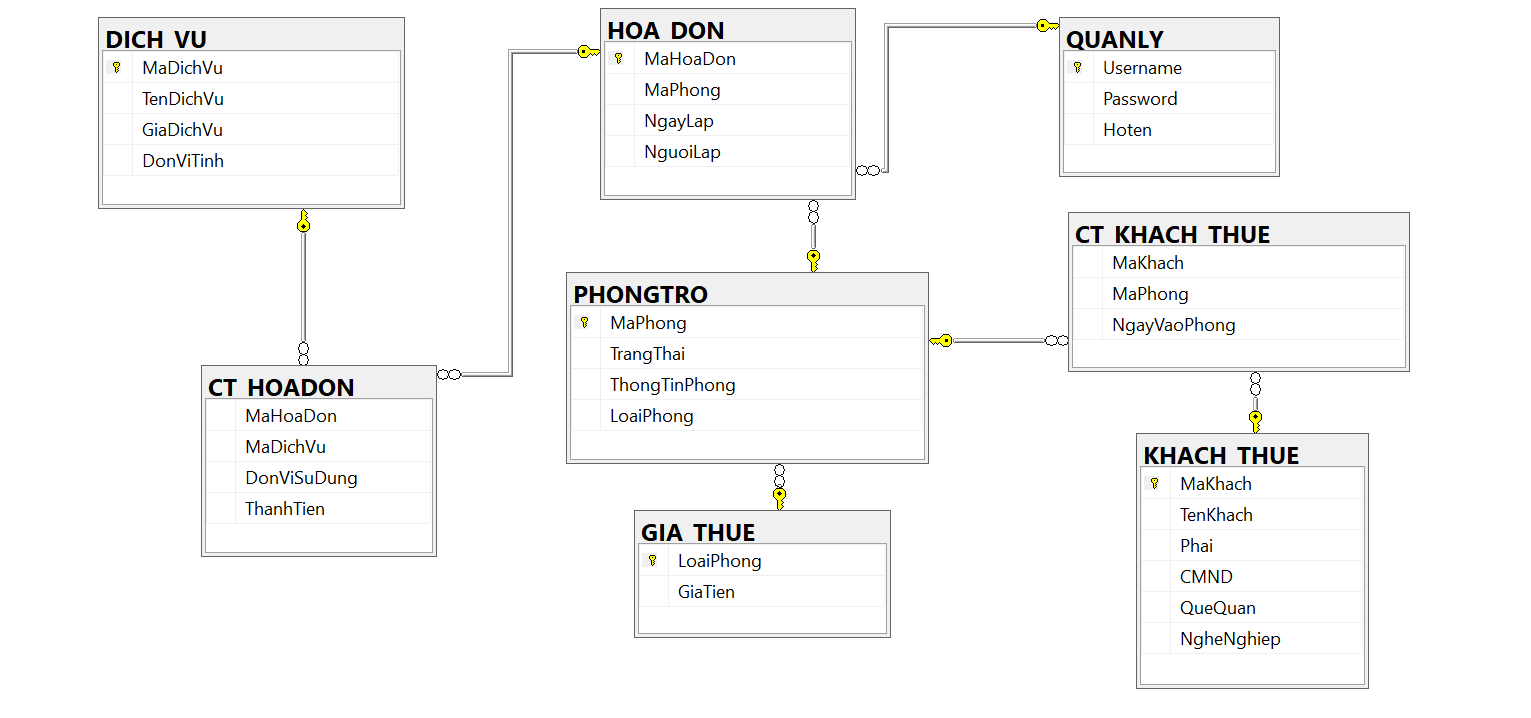 DICH_VU
MaDichVu
TenDichVu
GiaDichVu
DonViTinh
HOA_DON
MaHoaDon
MaPhong
NgayLap
NguoiLap
QUANLY
Username
Password
Hoten
CT_HOADON
MaHoaDon
MaDichVu
DonViSuDung
ThanhTien
PHONGTRO
MaPhong
TrangThai
ThongTinPhong
LoaiPhong
CT_KHACH_THUE
MaKhach
MaPhong
NgayVaoPhong
GIA_THUE
LoaiPhong
GiaTien
KHACH_THUE
MaKhach
TenKhach
Phai
CMND
QueQuan
NgheNghiep